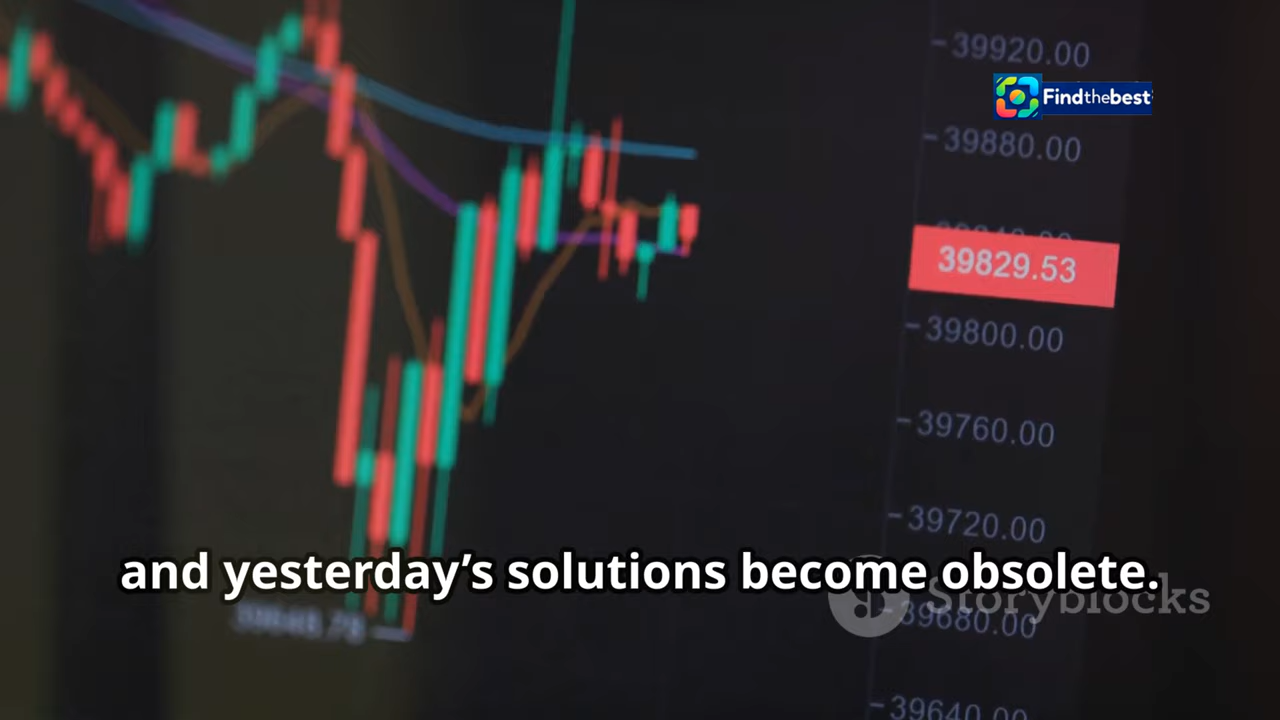 39920.00
Findthebest
39880.00
39829.53
39800.00
39760.00
39720.00
and yesterday’s solutions become obsolete.
Storyblocks
39680.00
39640.00